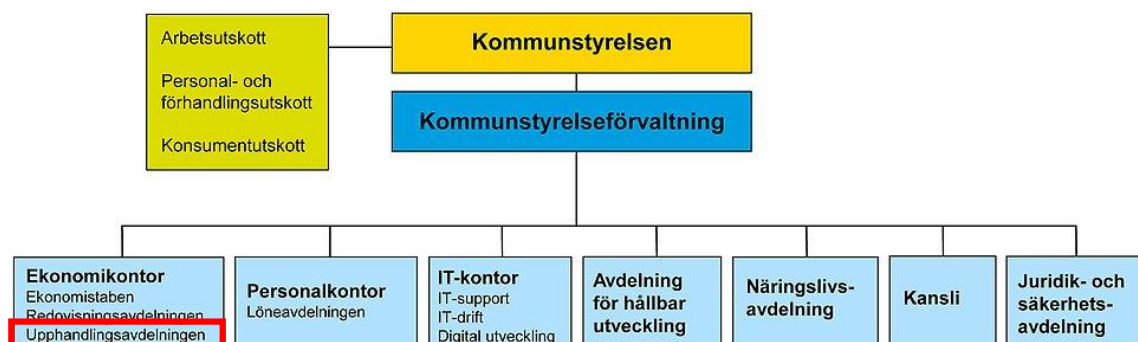 Arbetsutskott
Personal- och
förhandlingsutskott
Konsumentutskott
Kommunstyrelsen
Kommunstyrelseförvaltning
Ekonomikontor
Ekonomistaben
Redovisningsavdelningen
Upphandlingsavdelningen
Personalkontor
Löneavdelningen
IT-kontor
IT-support
IT-drift
Digital utveckling
Avdelning
för hållbar
utveckling
Näringslivs-
avdelning
Kansli
Juridik- och
säkerhets-
avdelning